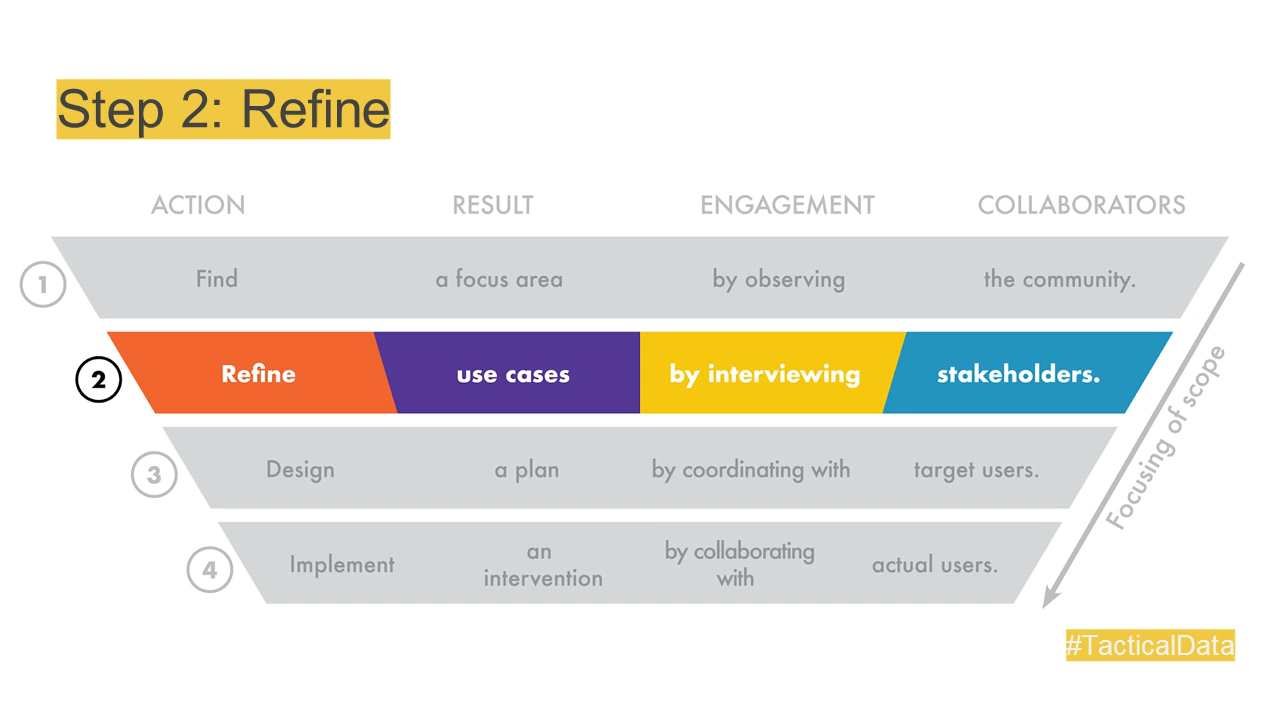 Step 2: Refine
ACTION RESULT ENGAGEMENT COLLABORATORS
1 Find a focus area by observing the community.
2 Refine use cases by interviewing stakeholders.
3 Design a plan by coordinating with target users.
4 Implement an intervention by collaborating with actual users.
Focusing of scope
#TacticalData